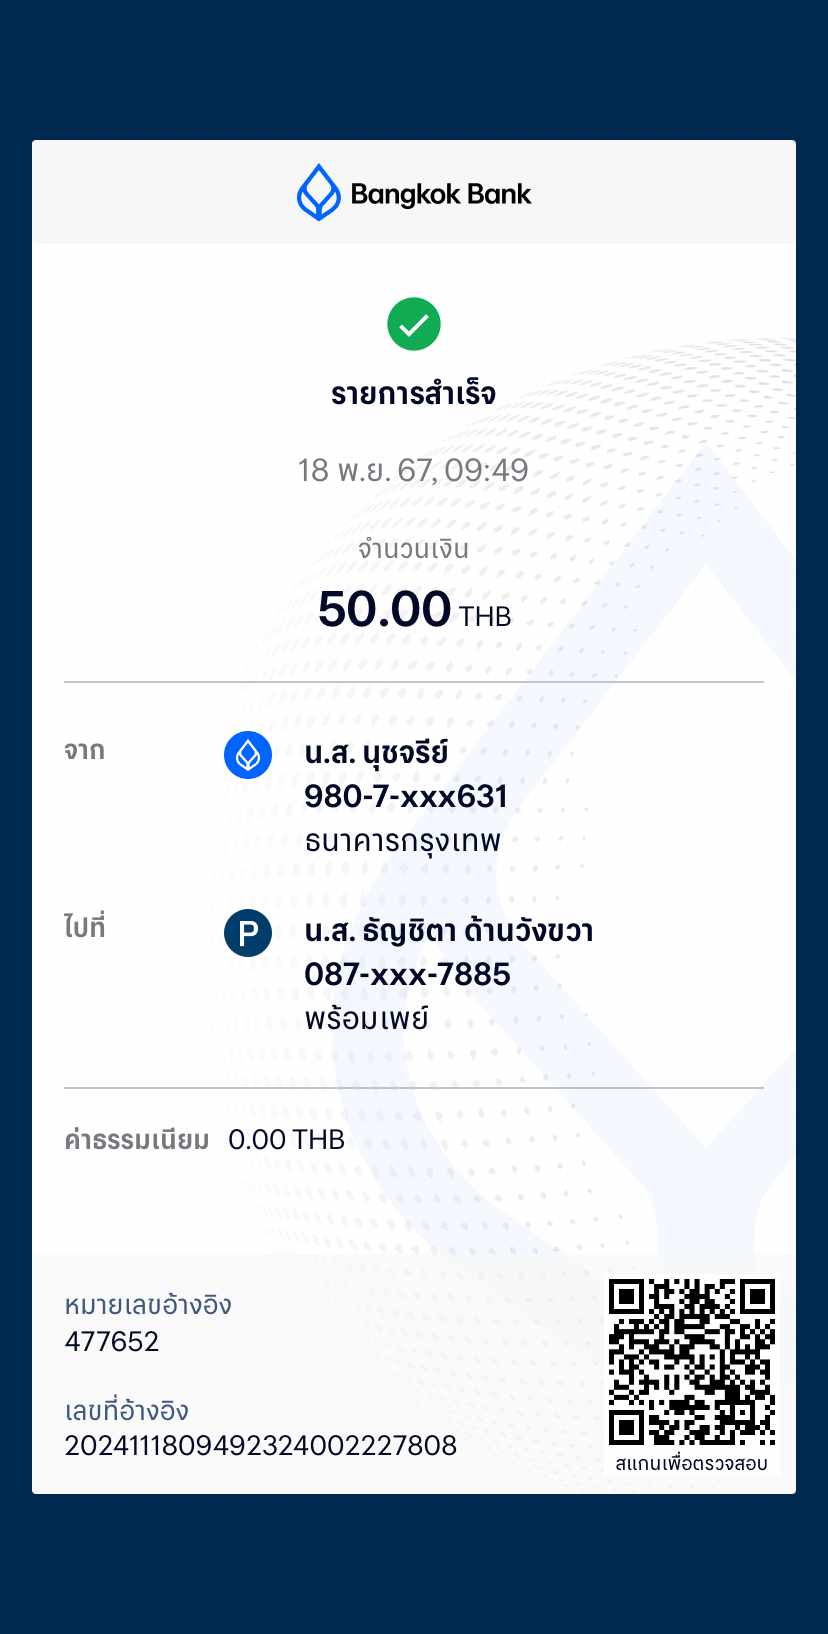 Bangkok Bank
รายการสำเร็จ
18 พ.ย. 67, 09:49
จำนวนเงิน
50.00 THB
จาก
น.ส. นุชจรีย์
980-7-xxx631
ธนาคารกรุงเทพ
ไปที่
P
น.ส. ธัญชิตา ด้านวังขวา
087-xxx-7885
พร้อมเพย์
ค่าธรรมเนียม 0.00 THB
หมายเลขอ้างอิง
477652
เลขที่อ้างอิง
2024111809492324002227808
สแกนเพื่อตรวจสอบ